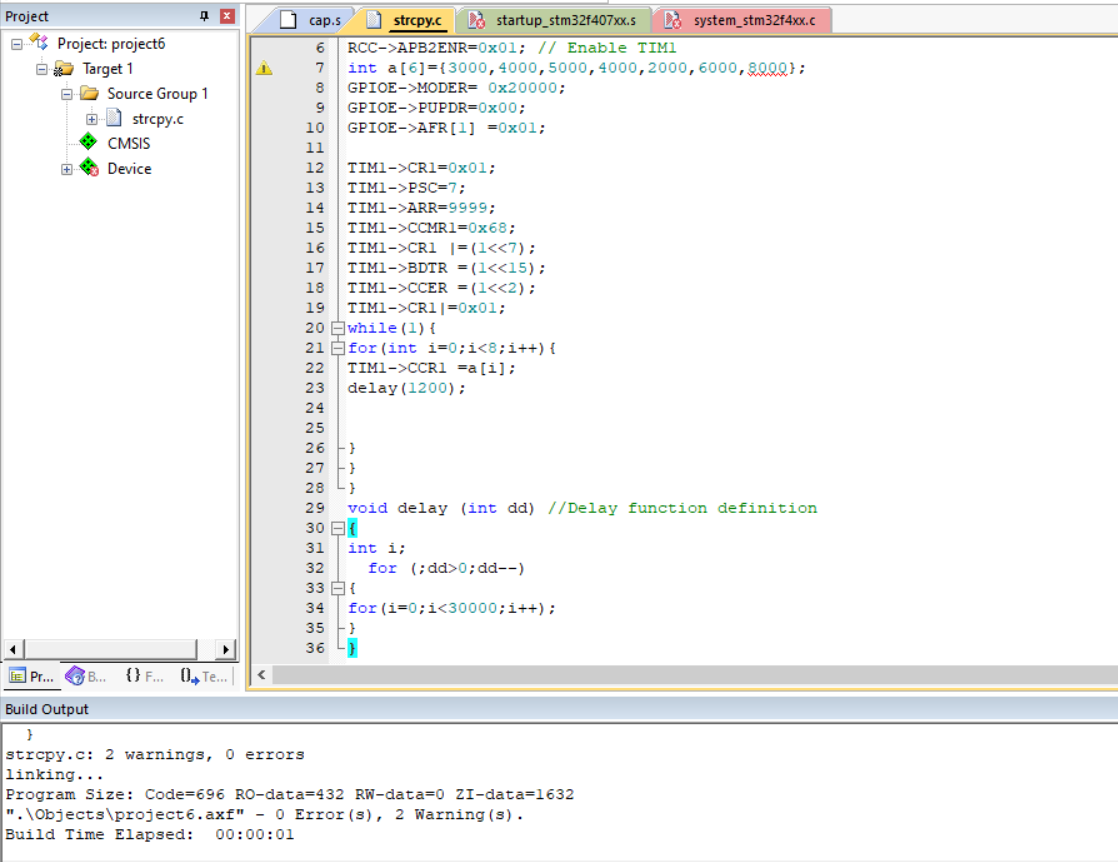 Project
Project: project6
Target 1
Source Group 1
strcpy.c
CMSIS
Device
Pr...
B...
{} F...
Te...
cap.s
strcpy.c
startup_stm32f407xx.s
system_stm32f4xx.c
6 RCC->APB2ENR=0x01; // Enable TIM1
7 int a[6]={3000,4000,5000,4000,2000,6000,8000};
8 GPIOE->MODER= 0x20000;
9 GPIOE->PUPDR=0x00;
10 GPIOE->AFR[1] =0x01;
11
12 TIM1->CR1=0x01;
13 TIM1->PSC=7;
14 TIM1->ARR=9999;
15 TIM1->CCMR1=0x68;
16 TIM1->CR1 |=(1<<7);
17 TIM1->BDTR =(1<<15);
18 TIM1->CCER =(1<<2);
19 TIM1->CR1|=0x01;
20 while(1){
21 for(int i=0;i<8;i++){
22 TIM1->CCR1 =a[i];
23 delay(1200);
24
25
26 }
27 }
28 }
29 void delay (int dd) //Delay function definition
30 {
31 int i;
32 for (;dd>0;dd--)
33 {
34 for(i=0;i<30000;i++);
35 }
36 }
Build Output
}
strcpy.c: 2 warnings, 0 errors
linking...
Program Size: Code=696 RO-data=432 RW-data=0 ZI-data=1632
".\Objects\project6.axf" - 0 Error(s), 2 Warning(s).
Build Time Elapsed:  00:00:01